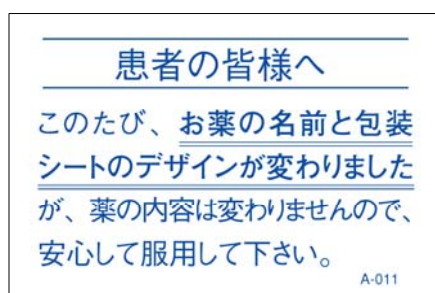 患者の皆様へ
このたび、お薬の名前と包装
シートのデザインが変わりました
が、薬の内容は変わりませんので、
安心して服用して下さい。
A-011